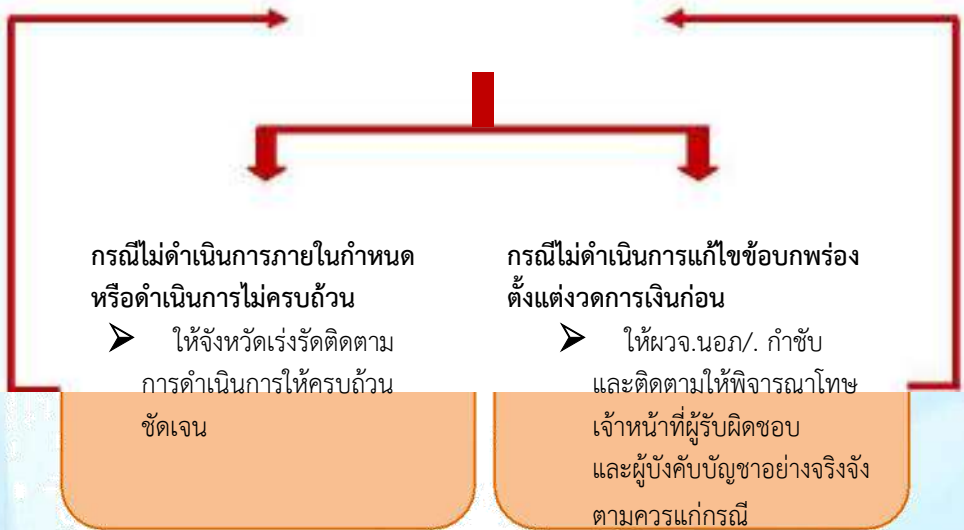 กรณีไม่ดำเนินการภายในกำหนด
หรือดำเนินการไม่ครบถ้วน
➢ ให้จังหวัดเร่งรัดติดตาม
การดำเนินการให้ครบถ้วน
ชัดเจน
กรณีไม่ดำเนินการแก้ไขข้อบกพร่อง
ตั้งแต่งวดการเงินก่อน
➢ ให้ผวจ.นอภ/. กำชับ
และติดตามให้พิจารณาโทษ
เจ้าหน้าที่ผู้รับผิดชอบ
และผู้บังคับบัญชาอย่างจริงจัง
ตามควรแก่กรณี